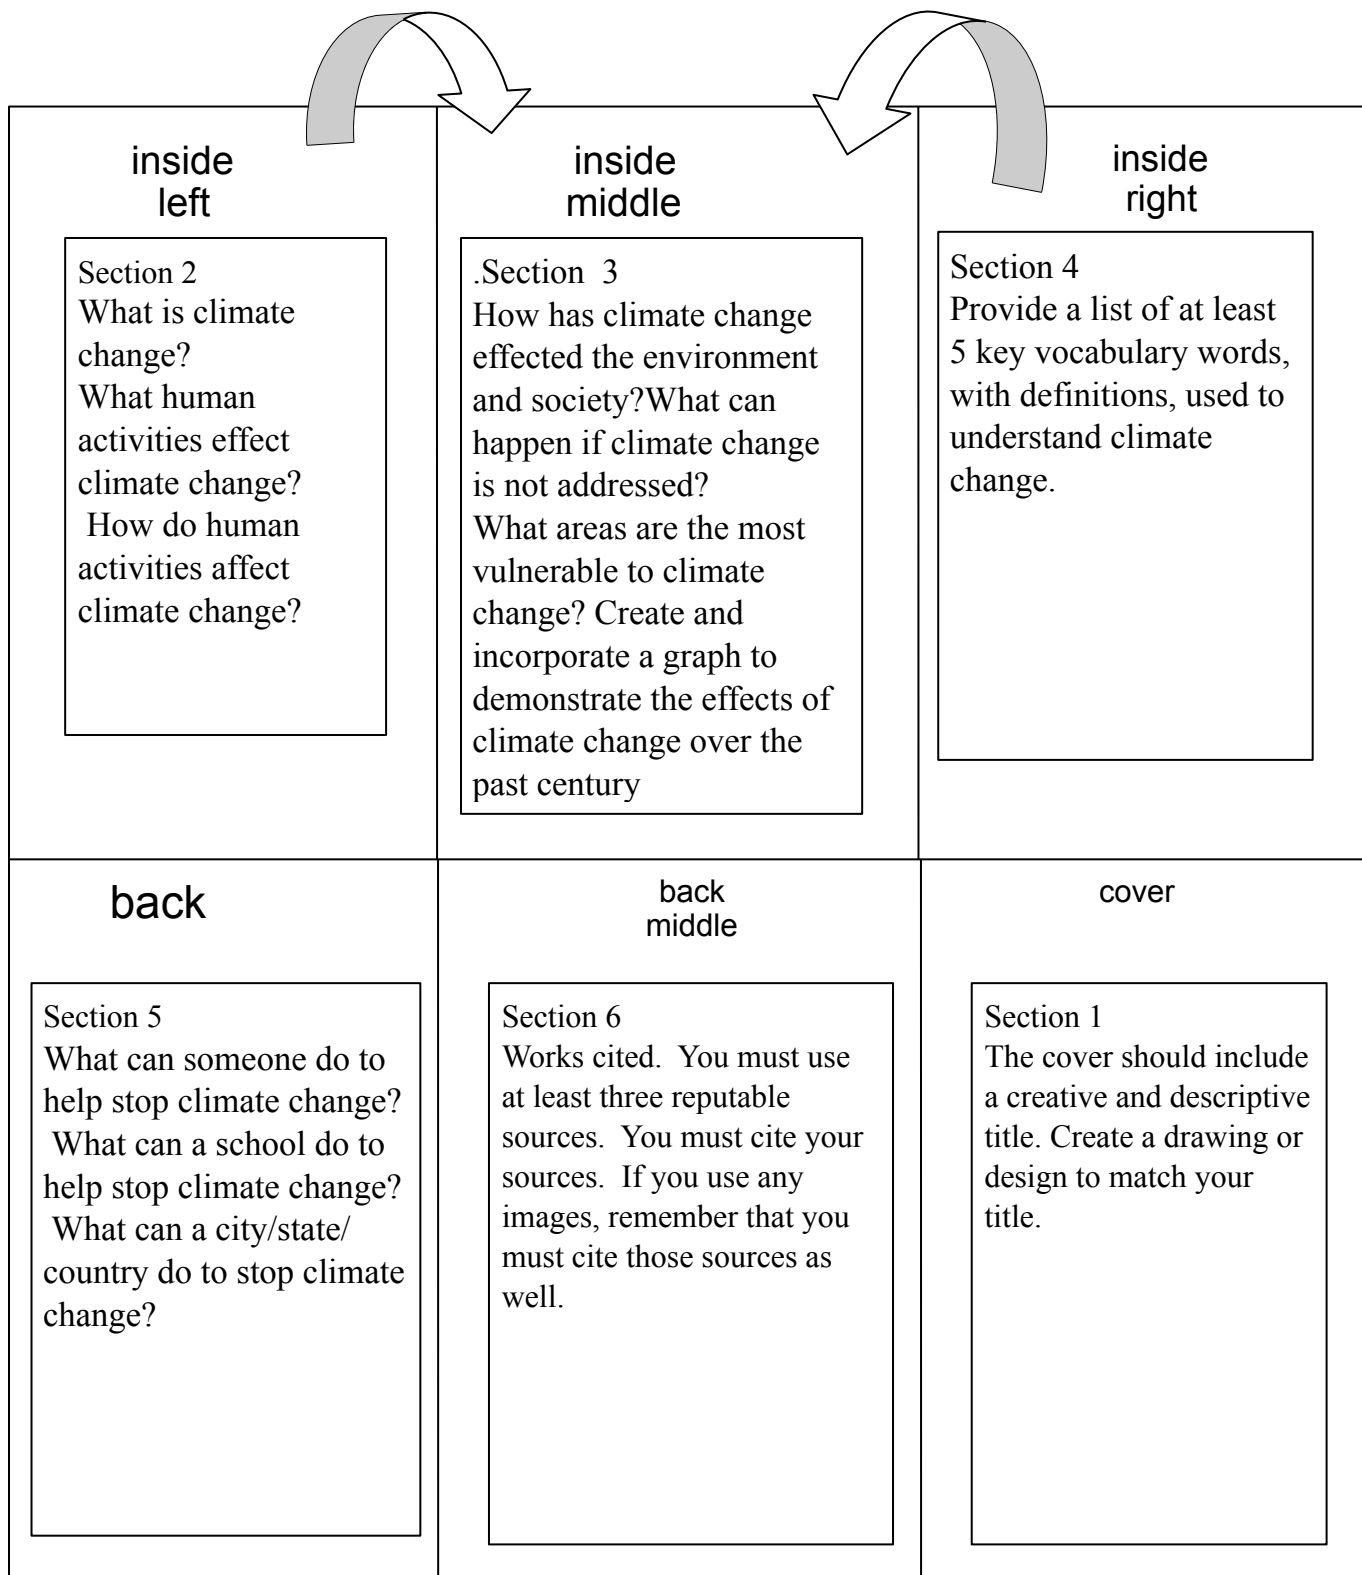 inside
left
Section 2
What is climate
change?
What human
activities effect
climate change?
How do human
activities affect
climate change?
inside
middle
.Section 3
How has climate change
effected the environment
and society?What can
happen if climate change
is not addressed?
What areas are the most
vulnerable to climate
change? Create and
incorporate a graph to
demonstrate the effects of
climate change over the
past century
inside
right
Section 4
Provide a list of at least
5 key vocabulary words,
with definitions, used to
understand climate
change.
back
Section 5
What can someone do to
help stop climate change?
What can a school do to
help stop climate change?
What can a city/state/
country do to stop climate
change?
back
middle
Section 6
Works cited. You must use
at least three reputable
sources. You must cite your
sources. If you use any
images, remember that you
must cite those sources as
well.
cover
Section 1
The cover should include
a creative and descriptive
title. Create a drawing or
design to match your
title.